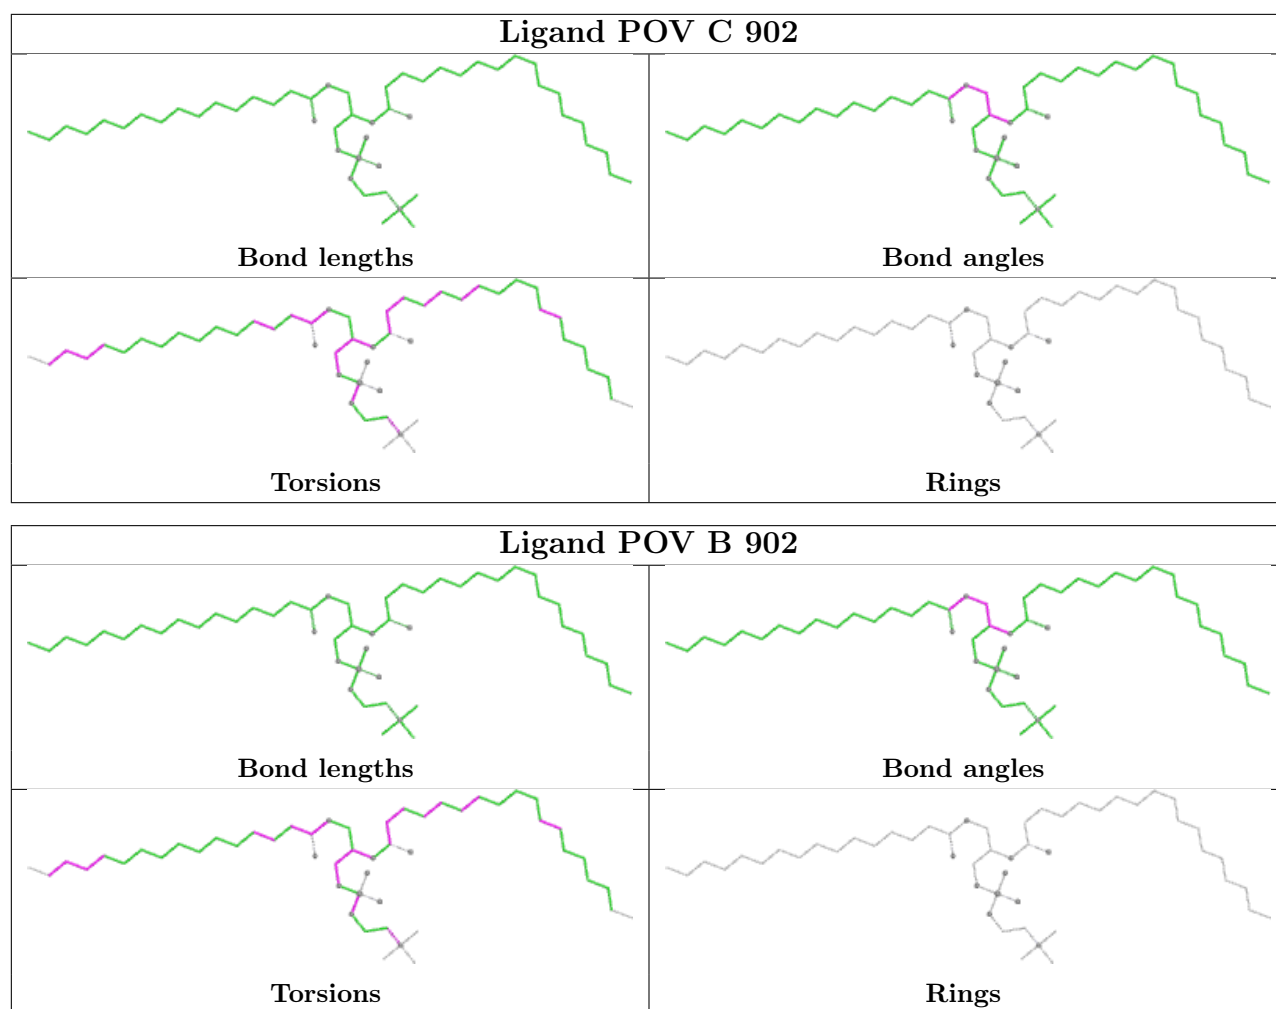 Ligand POV C 902
Bond lengths
Bond angles
Torsions
Rings
Ligand POV B 902
Bond lengths
Bond angles
Torsions
Rings